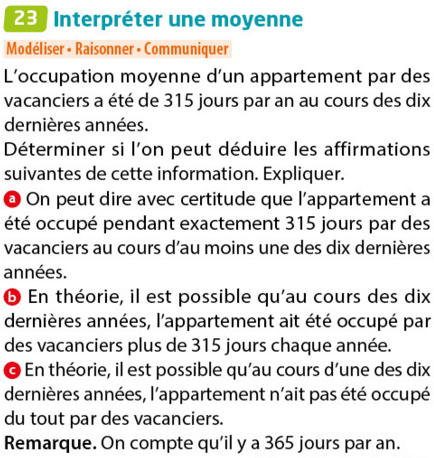 23 Interpréter une moyenne
Modéliser • Raisonner • Communiquer
L'occupation moyenne d'un appartement par des
vacanciers a été de 315 jours par an au cours des dix
dernières années.
Déterminer si l'on peut déduire les affirmations
suivantes de cette information. Expliquer.
a On peut dire avec certitude que l'appartement a
été occupé pendant exactement 315 jours par des
vacanciers au cours d'au moins une des dix dernières
années.
b En théorie, il est possible qu'au cours des dix
dernières années, l'appartement ait été occupé par
des vacanciers plus de 315 jours chaque année.
c En théorie, il est possible qu'au cours d'une des dix
dernières années, l'appartement n'ait pas été occupé
du tout par des vacanciers.
Remarque. On compte qu'il y a 365 jours par an.